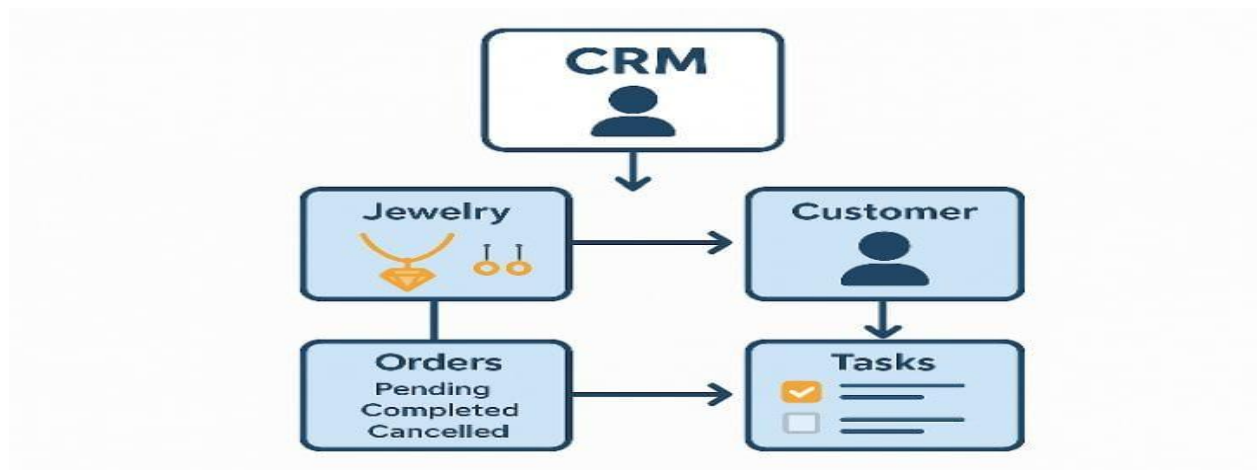 CRM
Jewelry
Customer
Orders
Pending
Completed
Cancelled
Tasks